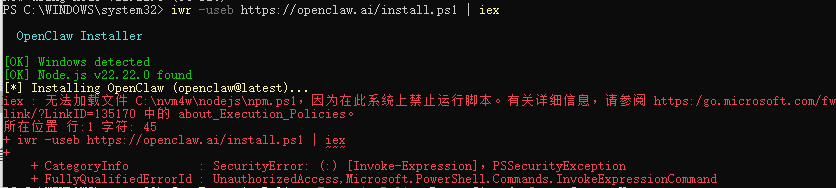 PS C:\WINDOWS\system32> iwr -useb https://openclaw.ai/install.ps1 | iex
OpenClaw Installer
[OK] Windows detected
[OK] Node.js v22.22.0 found
[*] Installing OpenClaw (openclaw@latest)...
iex : 无法加载文件 C:\nvm4w\nodejs\npm.ps1，因为在此系统上禁止运行脚本。有关详细信息，请参阅 https:/go.microsoft.com/fw
link/?LinkID=135170 中的 about_Execution_Policies。
所在位置 行:1 字符: 45
+ iwr -useb https://openclaw.ai/install.ps1 | iex
+ ~~~
+ CategoryInfo : SecurityError: (:) [Invoke-Expression]，PSSecurityException
+ FullyQualifiedErrorId : UnauthorizedAccess,Microsoft.PowerShell.Commands.InvokeExpressionCommand